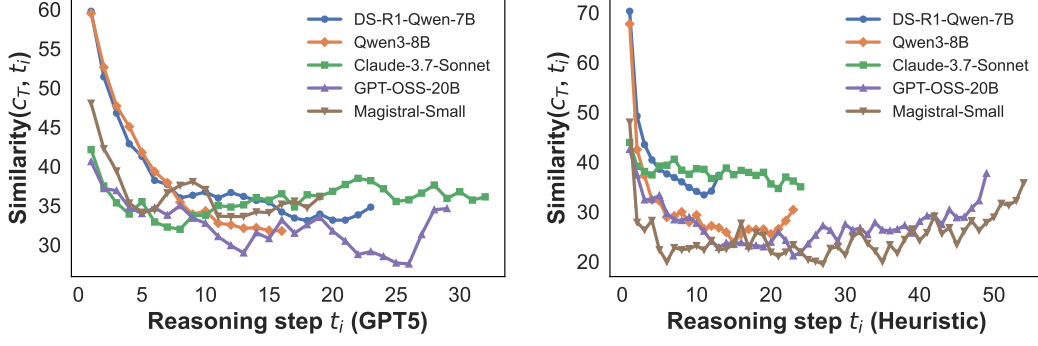 60
55
50
45
40
35
30
0
5
10
15
20
25
30
Similarity(c_T, t_i)
Reasoning step t_i (GPT5)
DS-R1-Qwen-7B
Qwen3-8B
Claude-3.7-Sonnet
GPT-OSS-20B
Magistral-Small
70
60
50
40
30
20
0
10
20
30
40
50
Similarity(c_T, t_i)
Reasoning step t_i (Heuristic)
DS-R1-Qwen-7B
Qwen3-8B
Claude-3.7-Sonnet
GPT-OSS-20B
Magistral-Small